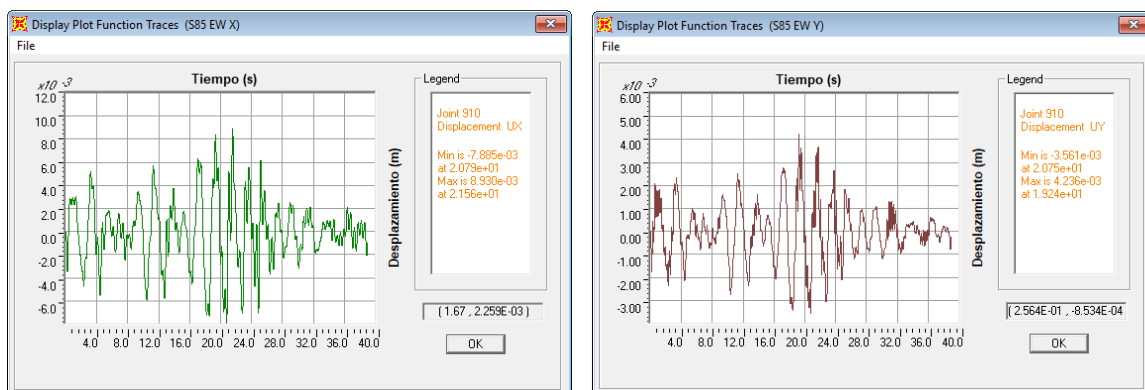 Display Plot Function Traces (S85 EW X)
File
x10 -3
Tiempo (s)
12.0
10.0
8.0
6.0
4.0
2.0
0.0
-2.0
-4.0
-6.0
4.0 8.0 12.0 16.0 20.0 24.0 28.0 32.0 36.0 40.0
Desplazamiento (m)
Legend
Joint 910
Displacement UX
Min is -7.885e-03
at 2.079e+01
Max is 8.930e-03
at 2.156e+01
( 1.67 , 2.259E-03 )
OK
Display Plot Function Traces (S85 EW Y)
File
x10 -3
Tiempo (s)
6.00
5.00
4.00
3.00
2.00
1.00
0.00
-1.00
-2.00
-3.00
4.0 8.0 12.0 16.0 20.0 24.0 28.0 32.0 36.0 40.0
Desplazamiento (m)
Legend
Joint 910
Displacement UY
Min is -3.561e-03
at 2.075e+01
Max is 4.236e-03
at 1.924e+01
( 2.564E-01 , -8.534E-04
OK